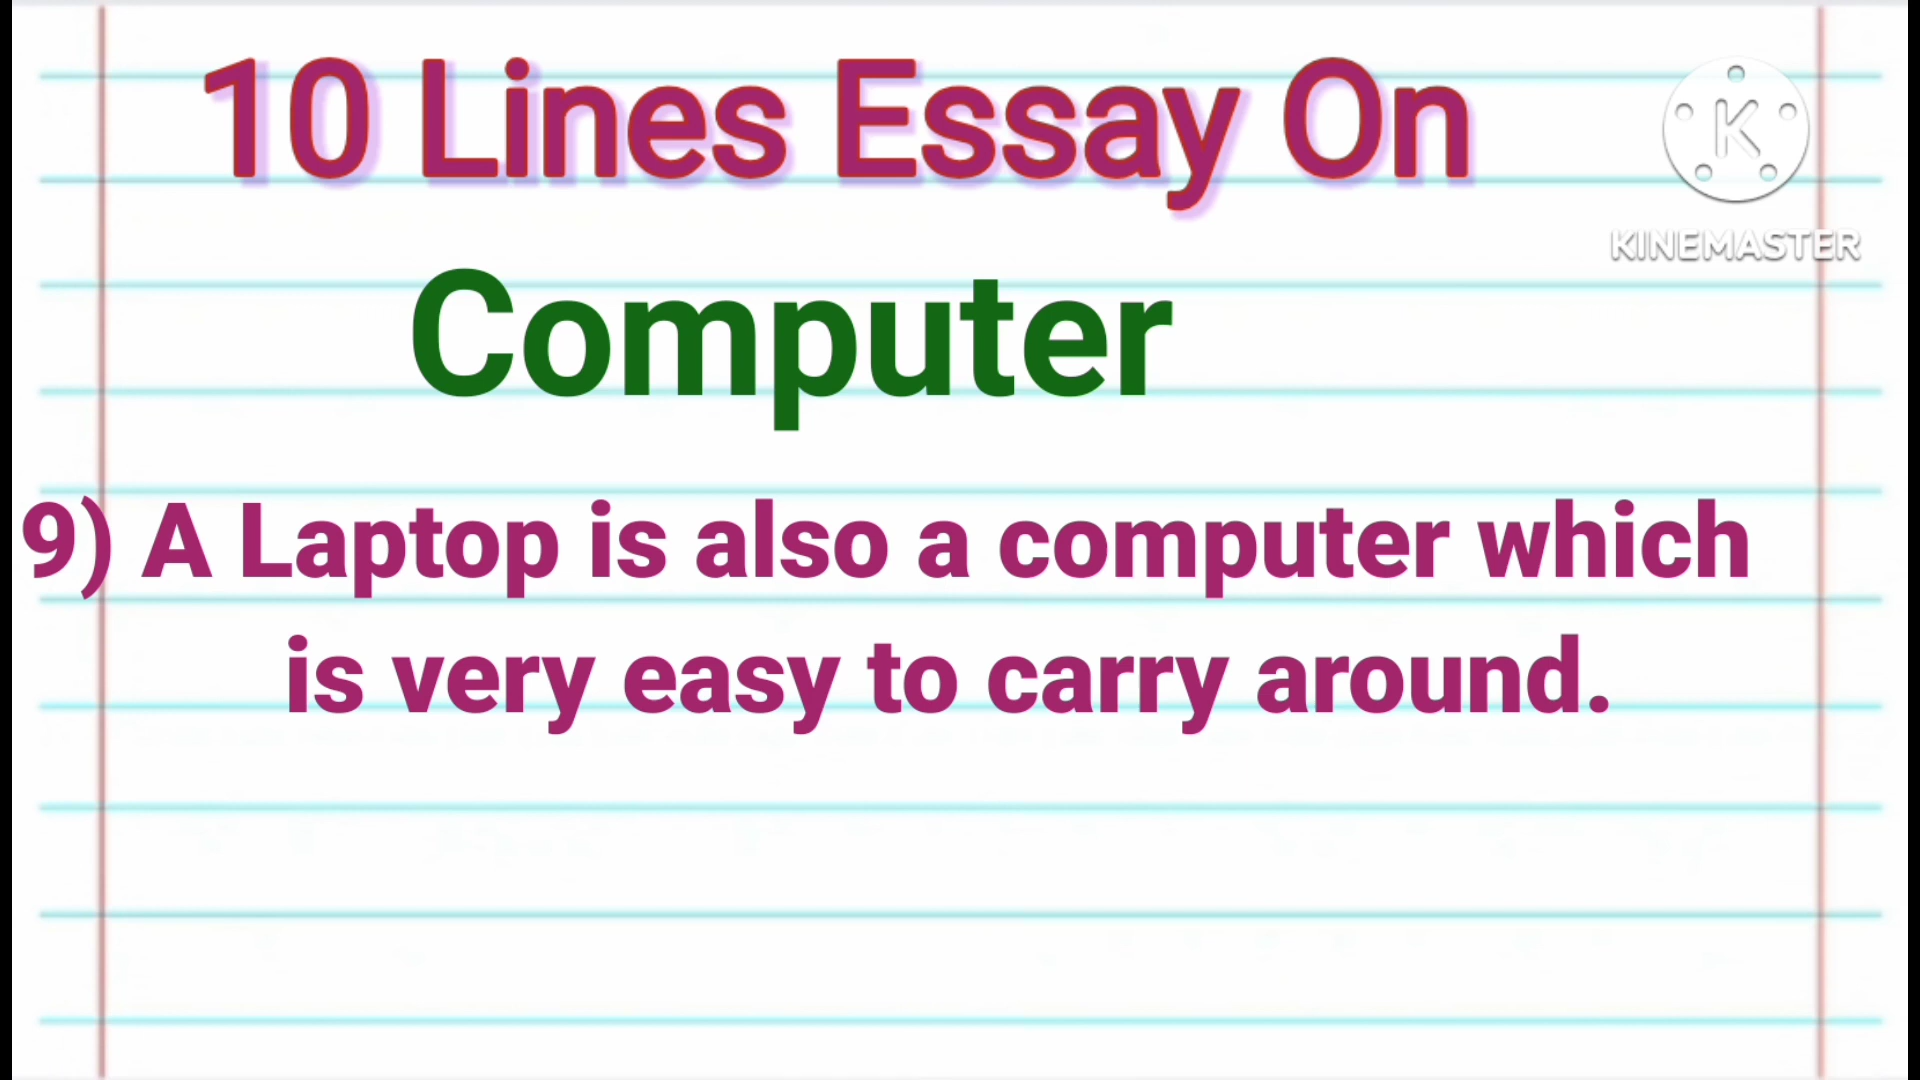 10 Lines Essay On
K
KINEMASTER
Computer
9) A Laptop is also a computer which
is very easy to carry around.